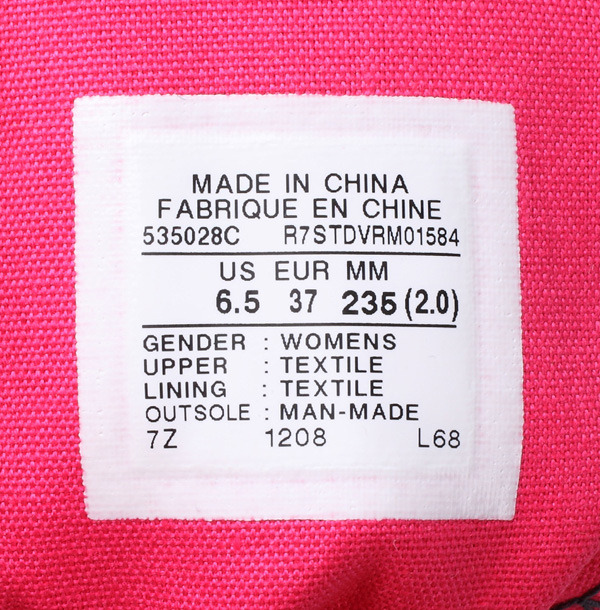 MADE IN CHINA
FABRIQUE EN CHINE
535028C R7STDVRM01584
US EUR MM
6.5 37 235 (2.0)
GENDER : WOMENS
UPPER : TEXTILE
LINING : TEXTILE
OUTSOLE : MAN-MADE
7Z 1208 L68